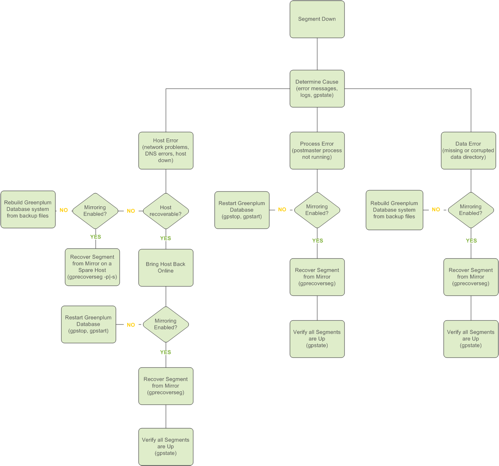 Segment Down
Determine Cause
(error messages,
logs, gpstate)
Host Error
(network problems,
DNS errors, host
down)
Process Error
(postmaster process
not running)
Data Error
(missing or corrupted
data directory)
Rebuild Greenplum
Database system
from backup files
NO
Mirroring
Enabled?
NO
Host
recoverable?
Restart Greenplum
Database
(gpstop, gpstart)
NO
Mirroring
Enabled?
Rebuild Greenplum
Database system
from backup files
NO
Mirroring
Enabled?
YES
YES
YES
YES
Recover Segment
from Mirror on a
Spare Host
(gprecoverseg -p|-s)
Bring Host Back
Online
Recover Segment
from Mirror
(gprecoverseg)
Recover Segment
from Mirror
(gprecoverseg)
Restart Greenplum
Database
(gpstop, gpstart)
NO
Mirroring
Enabled?
Verify all Segments
are Up
(gpstate)
Verify all Segments
are Up
(gpstate)
YES
Recover Segment
from Mirror
(gprecoverseg)
Verify all Segments
are Up
(gpstate)